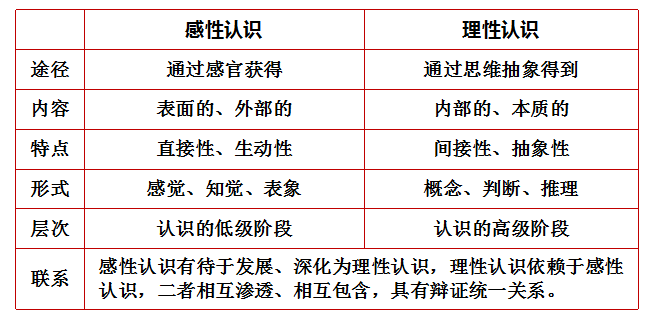 感性认识 理性认识
途径 通过感官获得 通过思维抽象得到
内容 表面的、外部的 内部的、本质的
特点 直接性、生动性 间接性、抽象性
形式 感觉、知觉、表象 概念、判断、推理
层次 认识的低级阶段 认识的高级阶段
联系 感性认识有待于发展、深化为理性认识，理性认识依赖于感性
认识，二者相互渗透、相互包含，具有辩证统一关系。